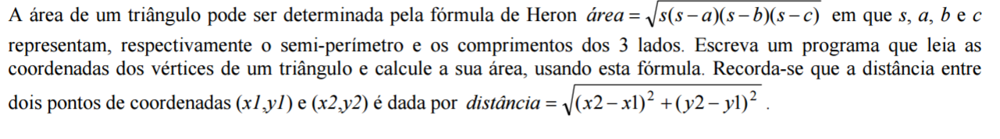 A área de um triângulo pode ser determinada pela fórmula de Heron área = √s(s − a)(s − b)(s − c) em que s, a, b e c
representam, respectivamente o semi-perímetro e os comprimentos dos 3 lados. Escreva um programa que leia as
coordenadas dos vértices de um triângulo e calcule a sua área, usando esta fórmula. Recorda-se que a distância entre
dois pontos de coordenadas (x1,y1) e (x2,y2) é dada por distância = √(x2 − x1)² + (y2 − y1)² .